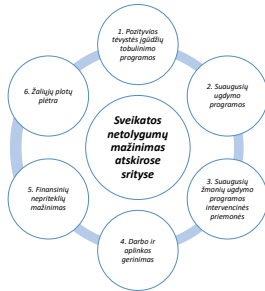 1. Pozityvios
tėvystės įgūdžių
tobulinimo
programos
2. Suaugusių
ugdymo
programos
3. Suaugusių
žmonių ugdymo
programos
intervencinės
priemonės
4. Darbo ir
aplinkos
gerinimas
5. Finansinių
nepriteklių
mažinimas
6. Žaliųjų plotų
plėtra
Sveikatos
netolygumų
mažinimas
atskirose
srityse